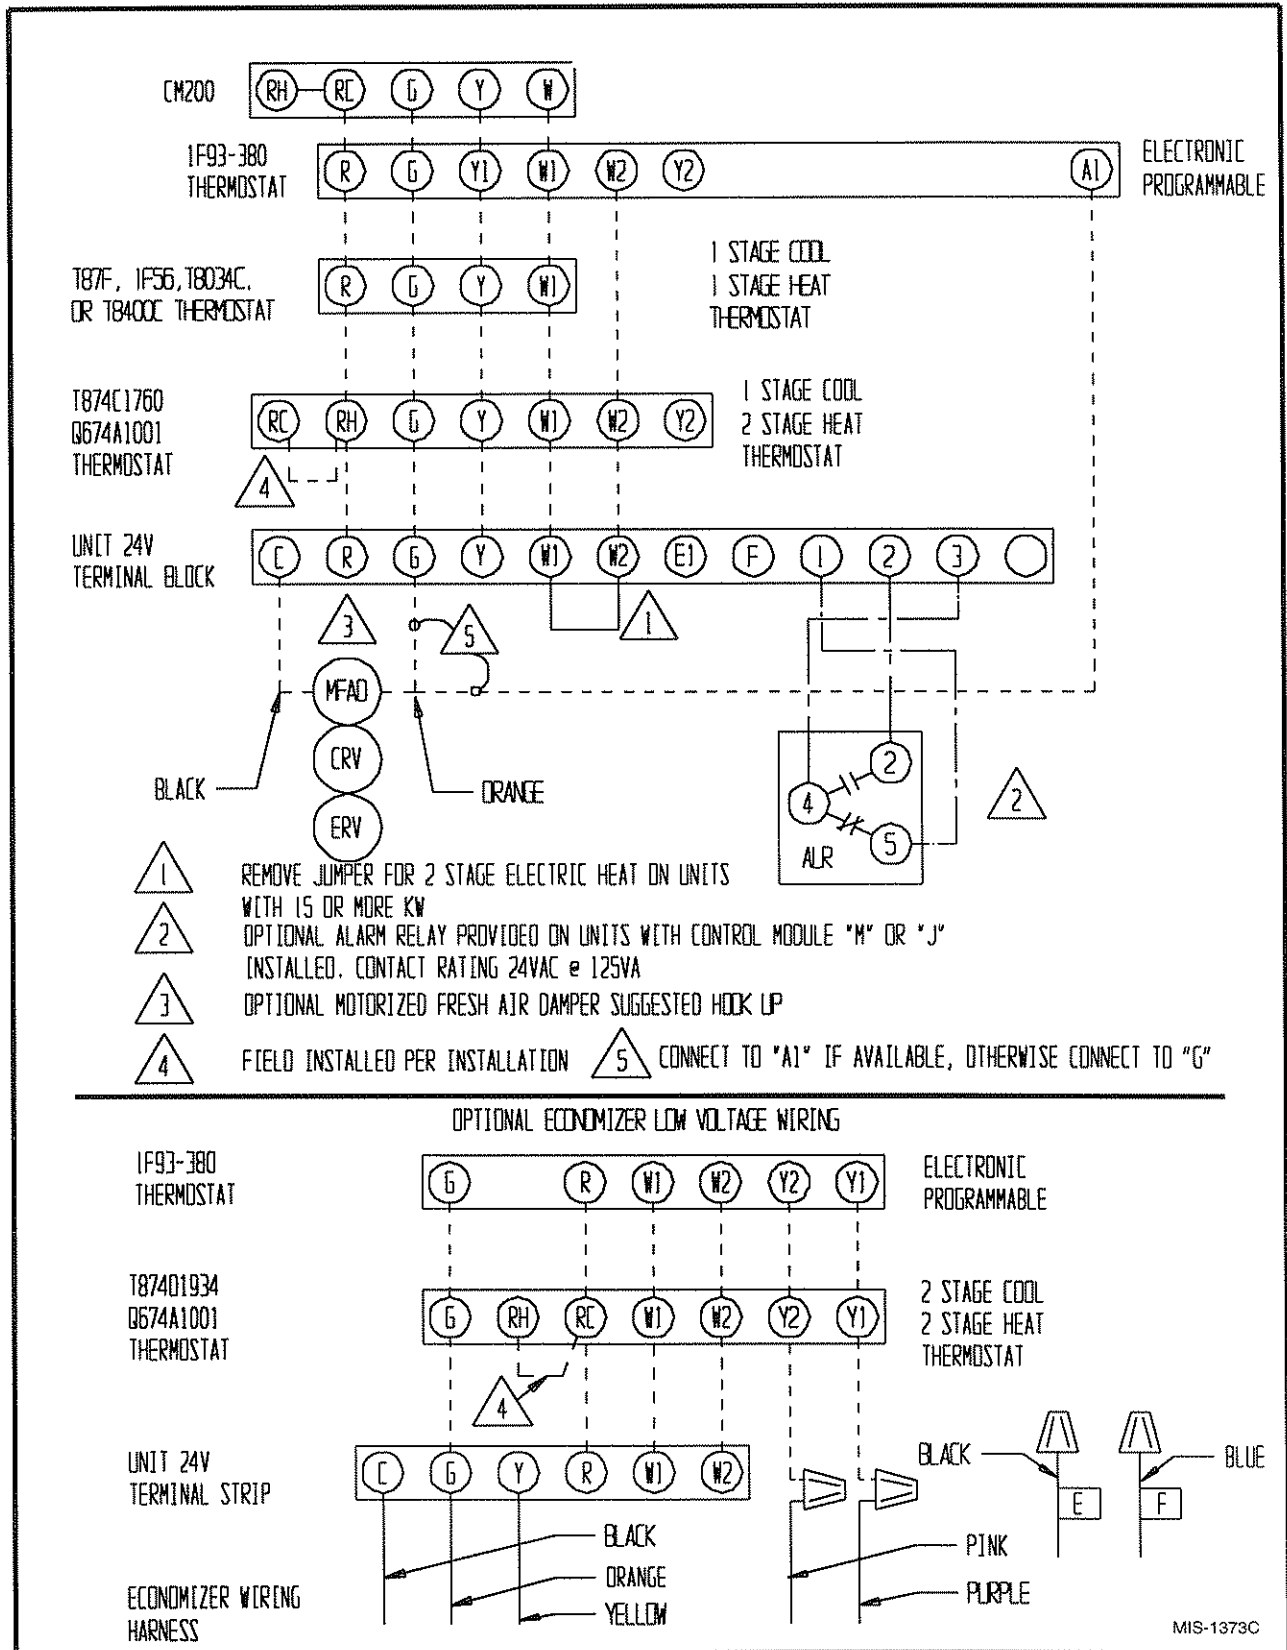 CM200 RH RC G Y W
1F93-380
THERMOSTAT
R G Y1 W1 W2 Y2 A1
ELECTRONIC
PROGRAMMABLE
T87F, 1F56,T8034C,
OR T8400C THERMOSTAT
R G Y W1
1 STAGE COOL
1 STAGE HEAT
THERMOSTAT
T874C1760
Q674A1001
THERMOSTAT
RC RH G Y W1 W2 Y2
1 STAGE COOL
2 STAGE HEAT
THERMOSTAT
4
UNIT 24V
TERMINAL BLOCK
C R G Y W1 W2 E1 F 1 2 3
3 5 1
MFAD
CRV
ERV
BLACK
ORANGE
2
4
5
ALR
2
1 REMOVE JUMPER FOR 2 STAGE ELECTRIC HEAT ON UNITS
WITH 15 OR MORE KW
2 OPTIONAL ALARM RELAY PROVIDED ON UNITS WITH CONTROL MODULE "M" OR "J"
INSTALLED. CONTACT RATING 24VAC @ 125VA
3 OPTIONAL MOTORIZED FRESH AIR DAMPER SUGGESTED HOOK UP
4 FIELD INSTALLED PER INSTALLATION 5 CONNECT TO "A1" IF AVAILABLE, OTHERWISE CONNECT TO "G"
OPTIONAL ECONOMIZER LOW VOLTAGE WIRING
1F93-380
THERMOSTAT
G R W1 W2 Y2 Y1
ELECTRONIC
PROGRAMMABLE
T874D1934
Q674A1001
THERMOSTAT
G RH RC W1 W2 Y2 Y1
2 STAGE COOL
2 STAGE HEAT
THERMOSTAT
4
UNIT 24V
TERMINAL STRIP
C G Y R W1 W2
BLACK
E
F
BLUE
BLACK
ORANGE
YELLOW
PINK
PURPLE
ECONOMIZER WIRING
HARNESS
MIS-1373C